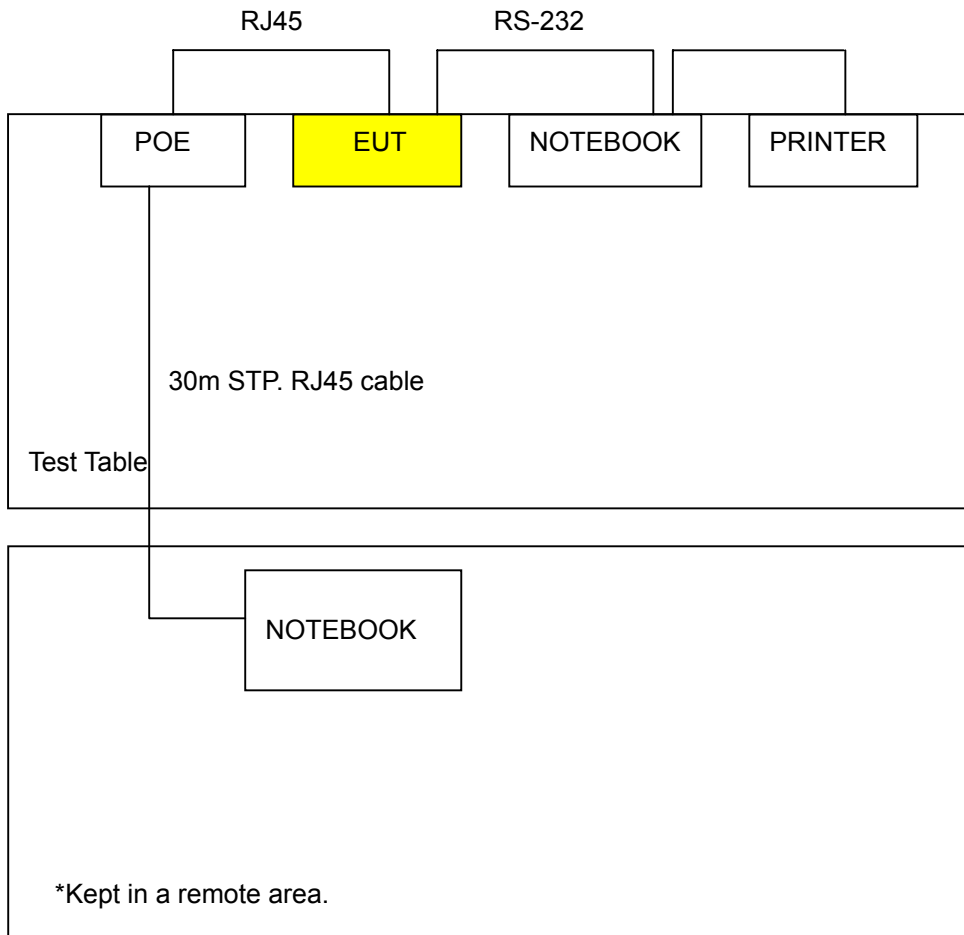 RJ45
RS-232
POE
EUT
NOTEBOOK
PRINTER
30m STP. RJ45 cable
Test Table
NOTEBOOK
*Kept in a remote area.